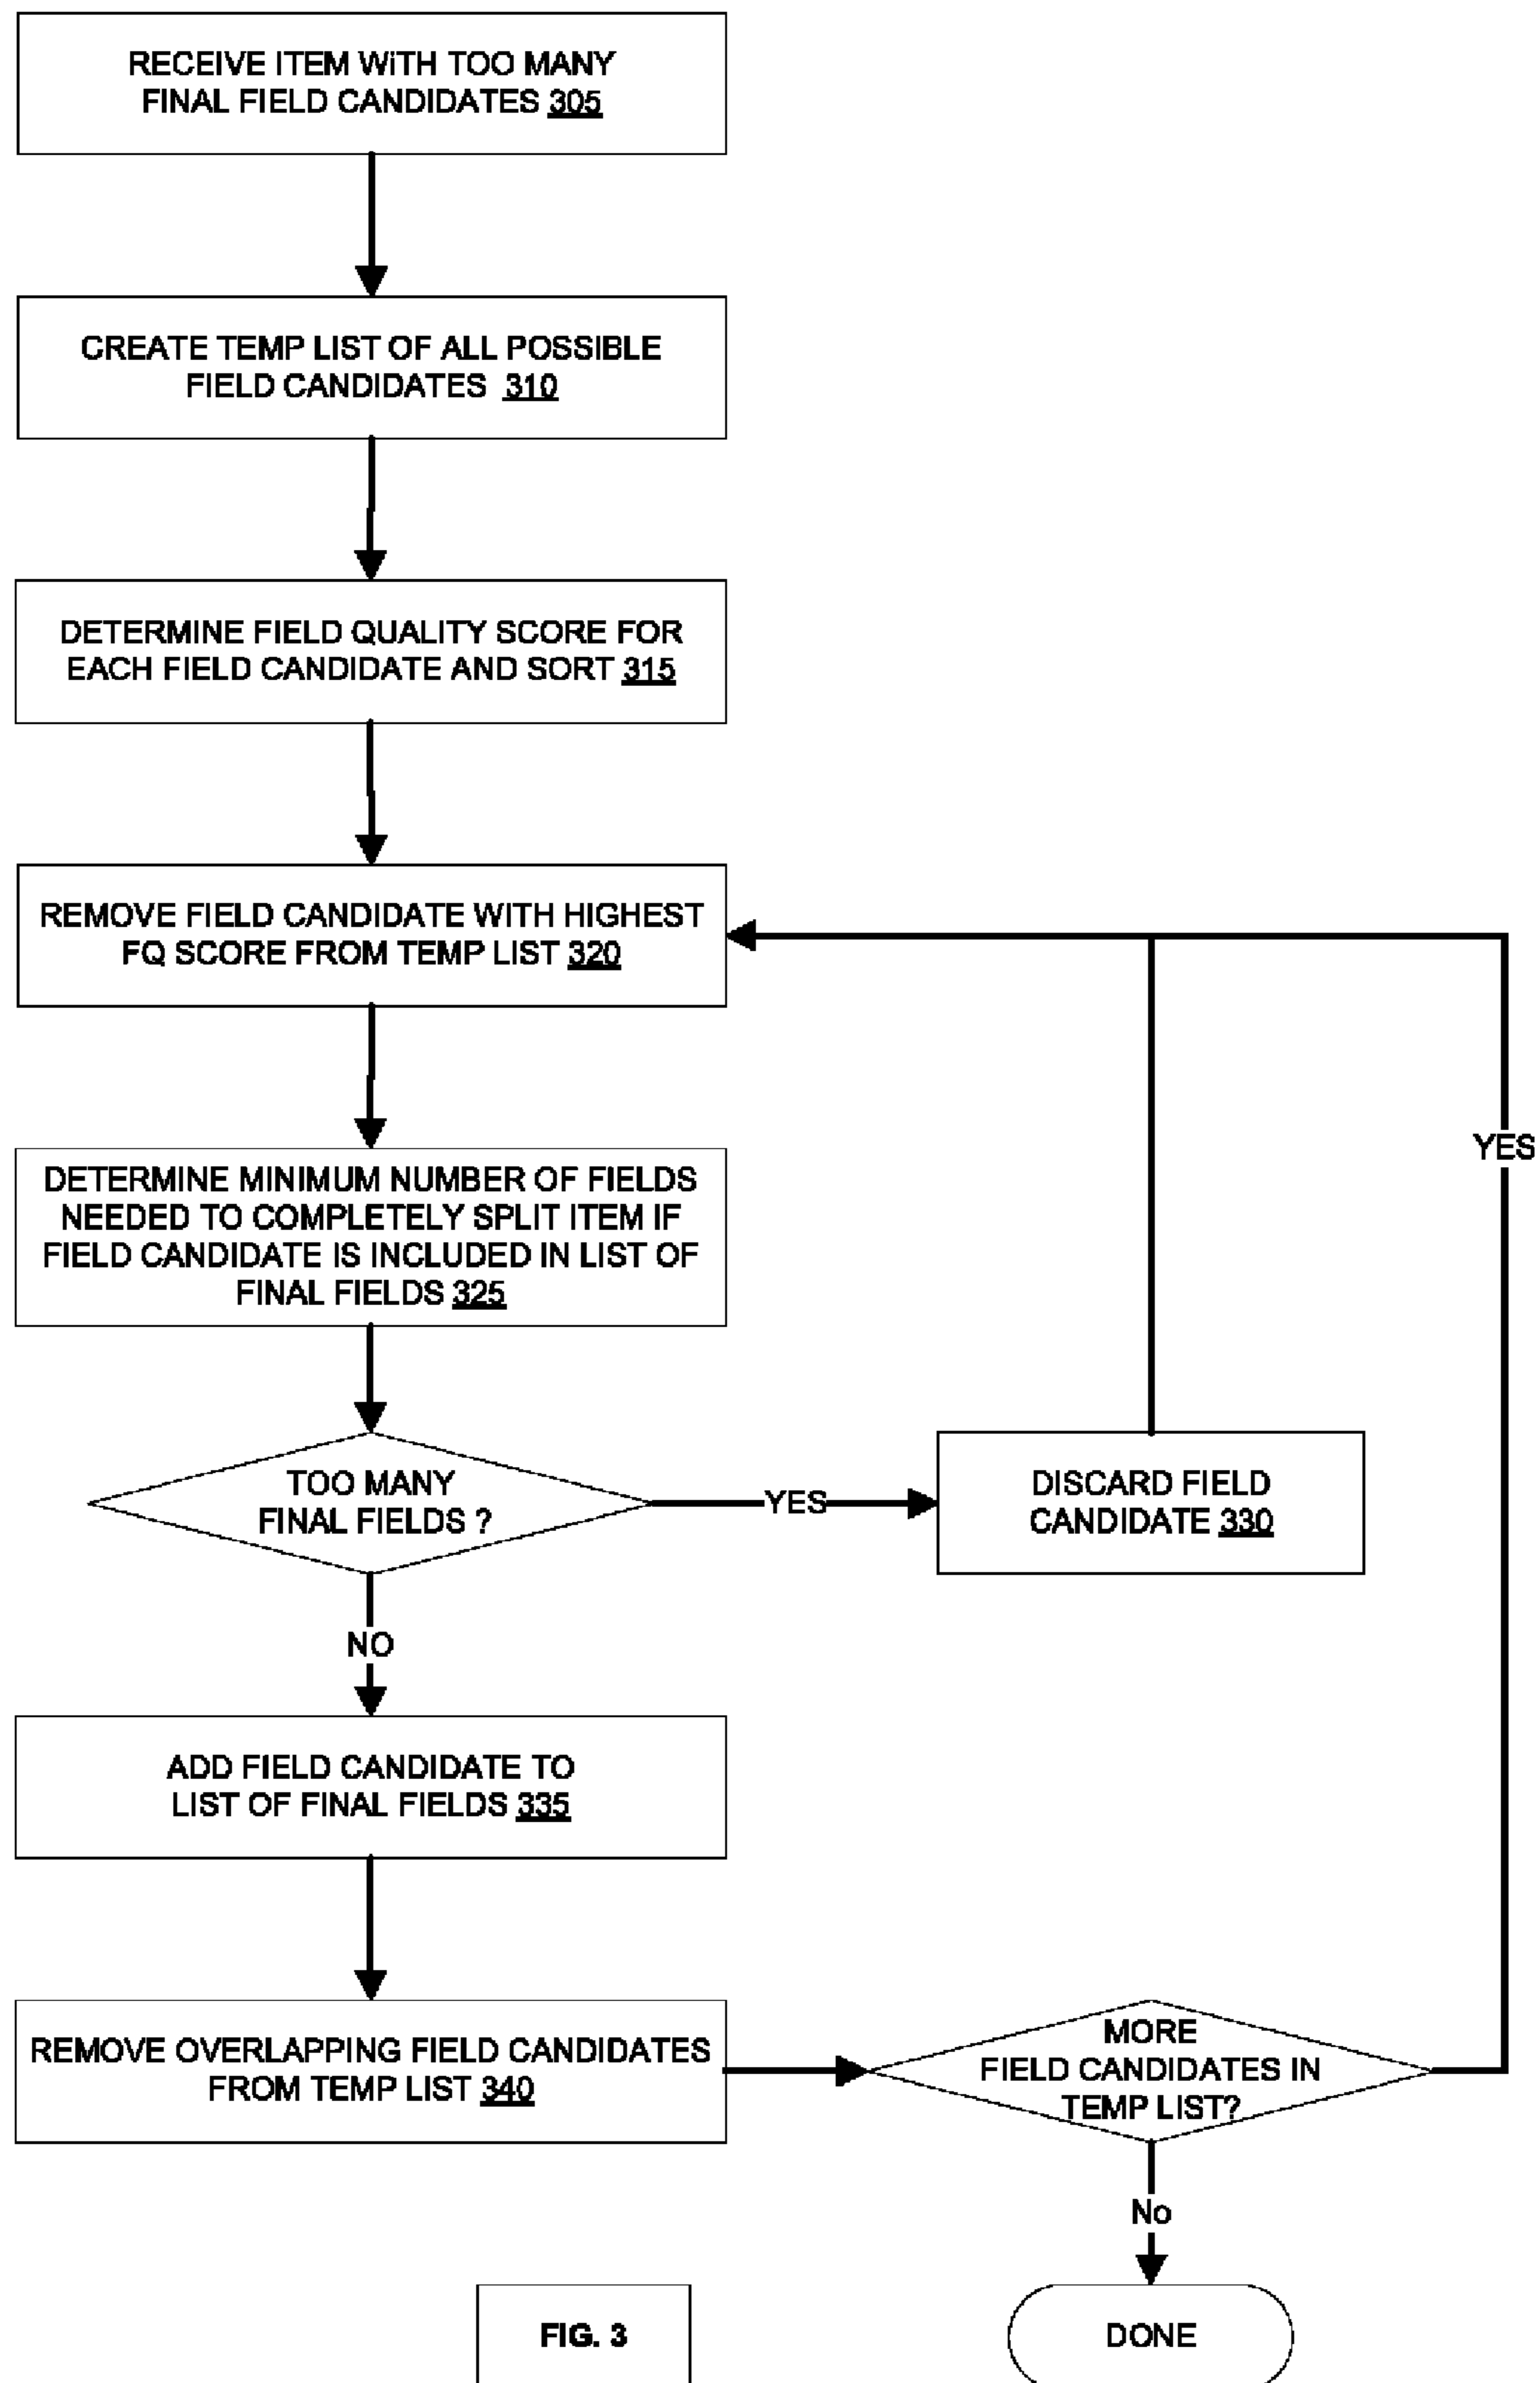 RECEIVE ITEM WiTH TOO MANY
FINAL FIELD CANDIDATES 305
CREATE TEMP LIST OF ALL POSSIBLE
FIELD CANDIDATES 310
DETERMINE FIELD QUALITY SCORE FOR
EACH FIELD CANDIDATE AND SORT 315
REMOVE FIELD CANDIDATE WITH HIGHEST
FQ SCORE FROM TEMP LIST 320
YES
DETERMINE MINIMUM NUMBER OF FIELDS
NEEDED TO COMPLETELY SPLIT ITEM IF
FIELD CANDIDATE IS INCLUDED IN LIST OF
FINAL FIELDS 325
TOO MANY
FINAL FIELDS ?
YES
DISCARD FIELD
CANDIDATE 330
NO
ADD FIELD CANDIDATE TO
LIST OF FINAL FIELDS 335
REMOVE OVERLAPPING FIELD CANDIDATES
FROM TEMP LIST 340
MORE
FIELD CANDIDATES IN
TEMP LIST?
No
FIG. 3
DONE